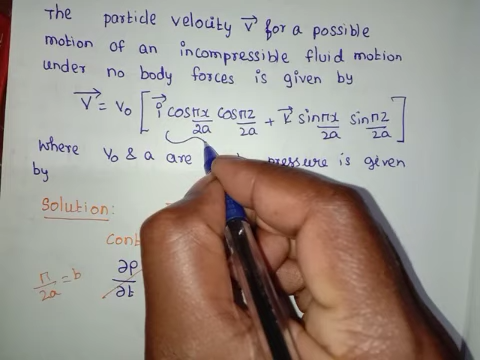 The particle velocity V⃗ for a possible
motion of an incompressible fluid motion
under no body forces is given by
V⃗ = V₀ [ i⃗ cos πx/2a cos πz/2a + k⃗ sin πx/2a sin πz/2a ]
where V₀ & a are pressure is given
by
Solution:
Cont
π/2a = b
∂ρ/∂t